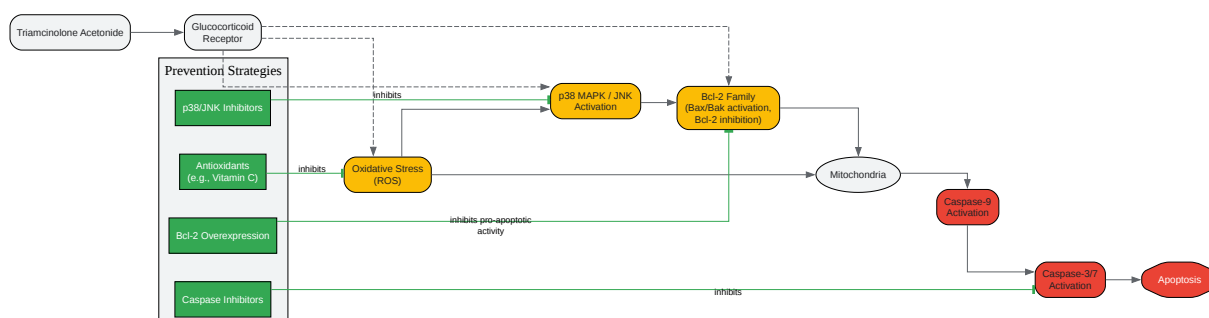 Triamcinolone Acetonide
Glucocorticoid
Receptor
Prevention Strategies
p38/JNK Inhibitors
inhibits
p38 MAPK / JNK
Activation
Bcl-2 Family
(Bax/Bak activation,
Bcl-2 inhibition)
Antioxidants
(e.g., Vitamin C)
inhibits
Oxidative Stress
(ROS)
Mitochondria
Caspase-9
Activation
Bcl-2 Overexpression
inhibits pro-apoptotic
activity
Caspase-3/7
Activation
Apoptosis
Caspase Inhibitors
inhibits